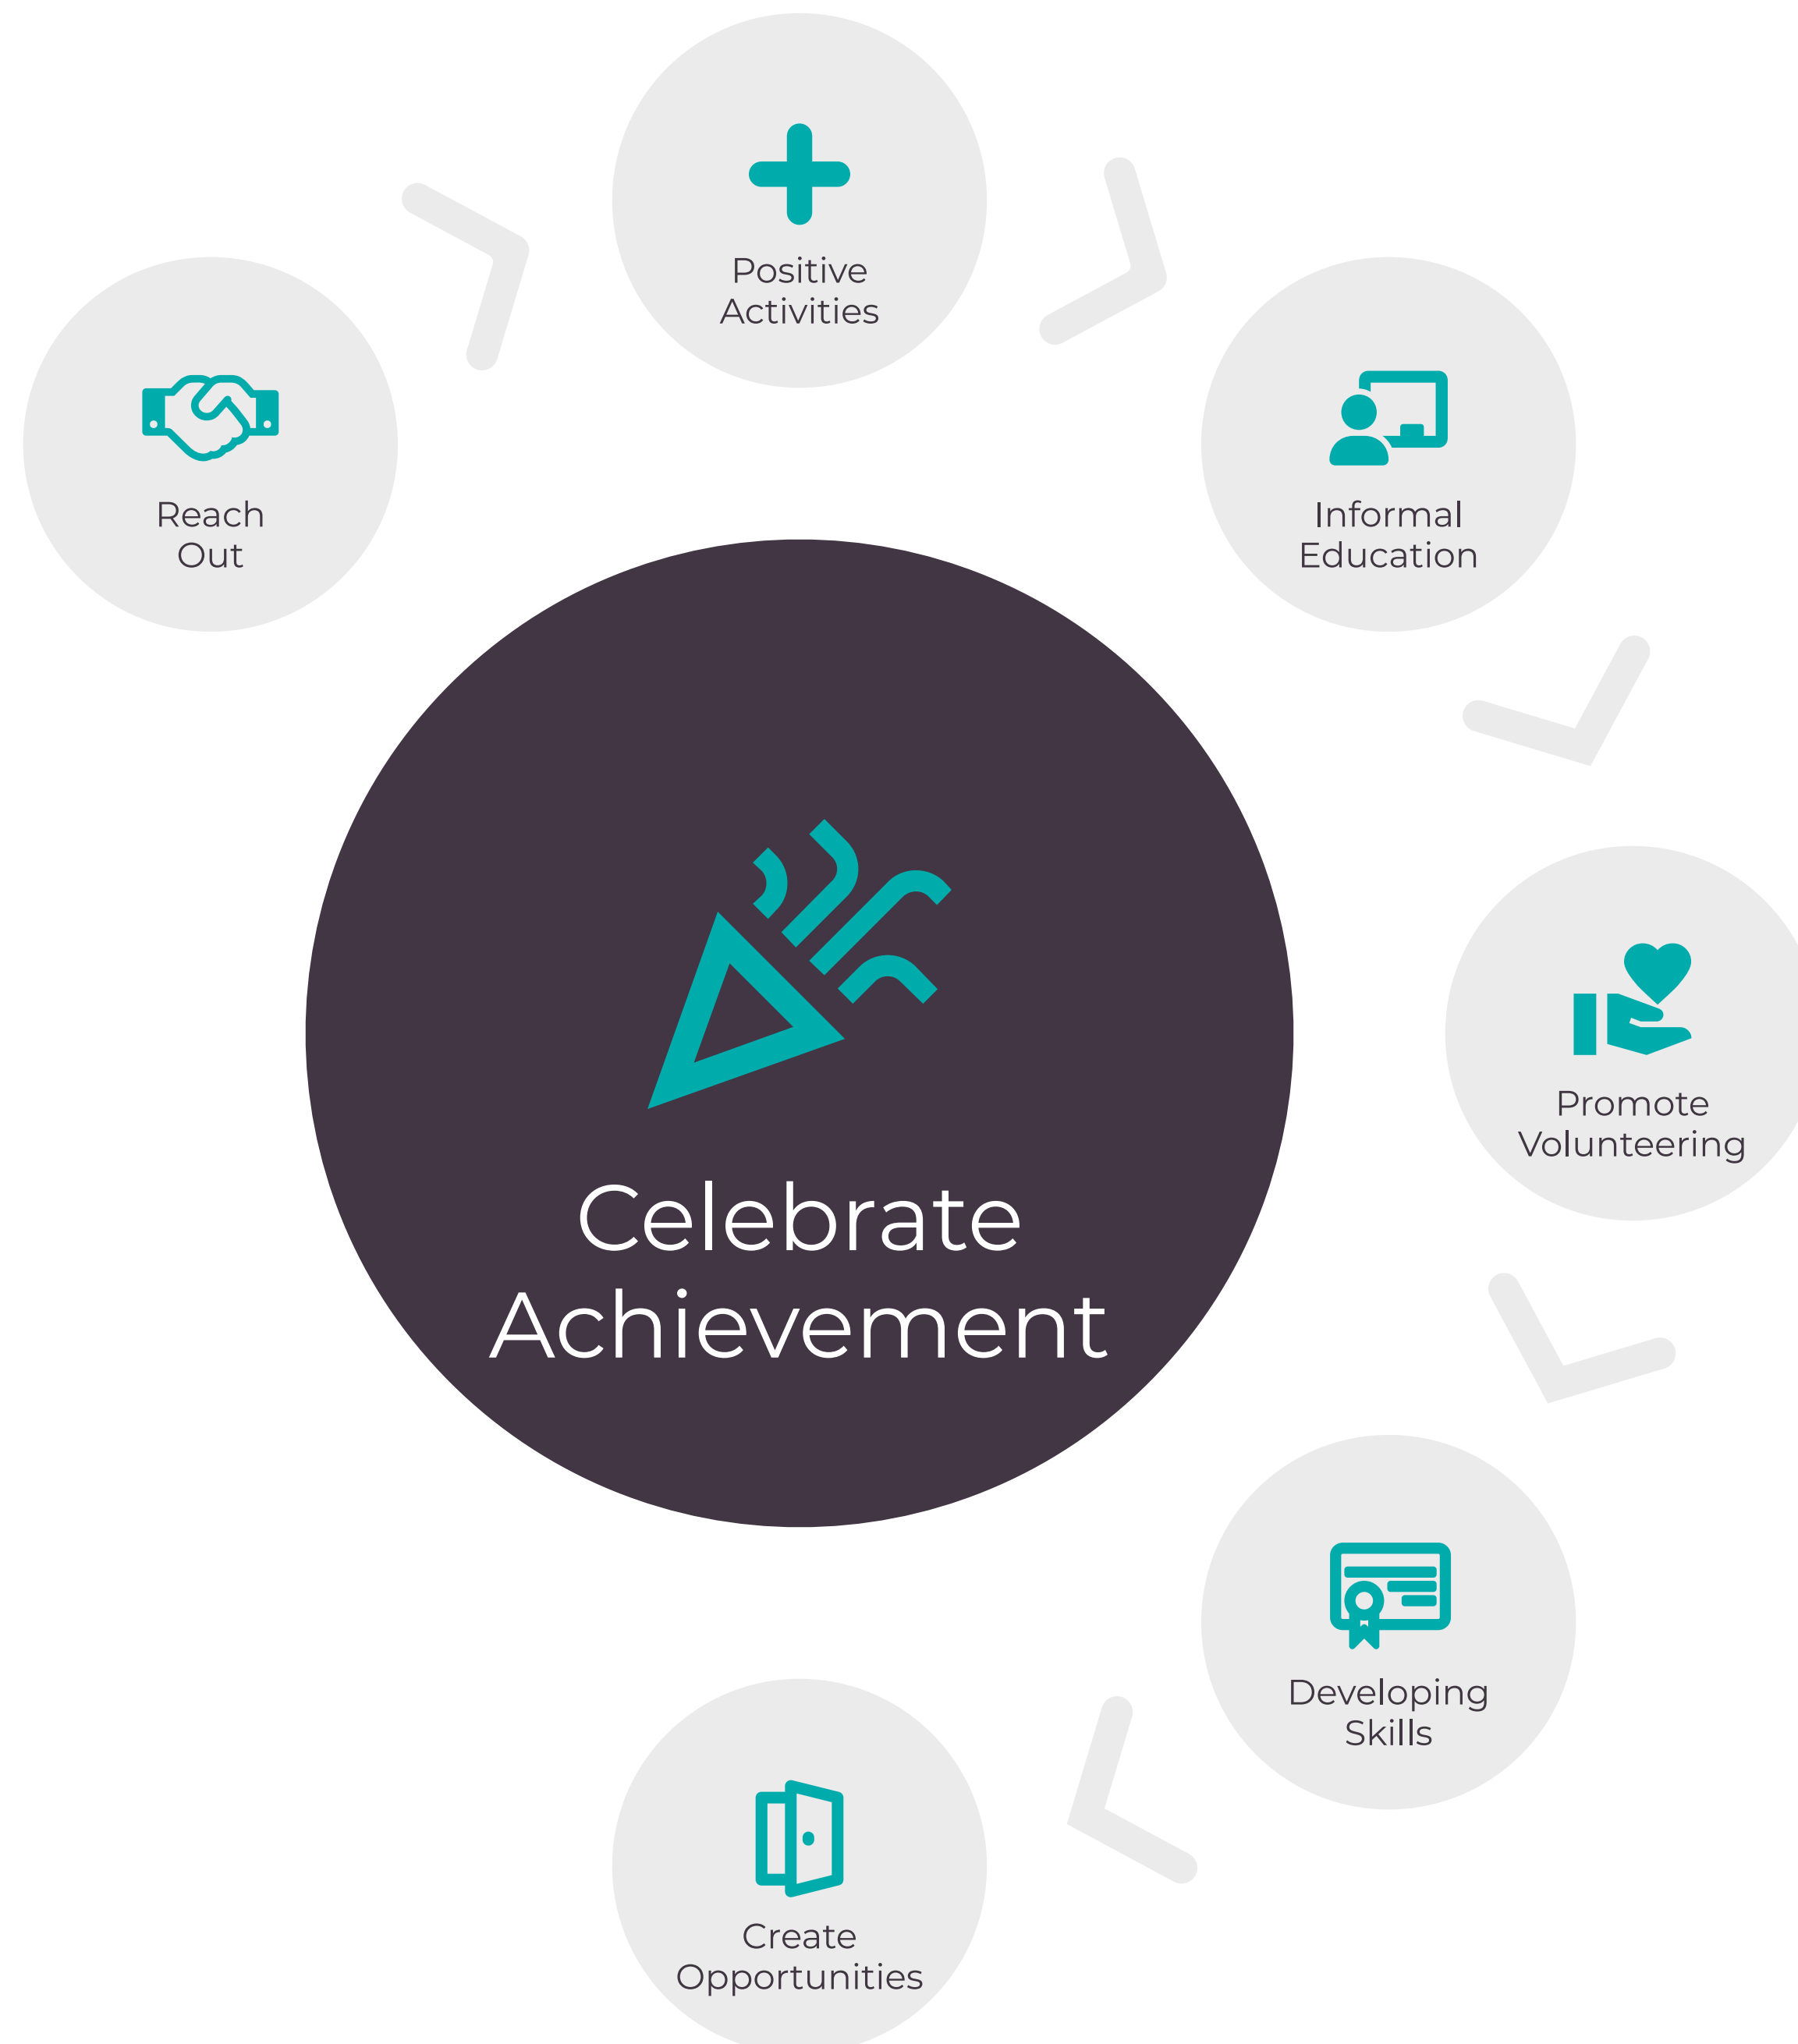 Reach
Out
Positive
Activities
Informal
Education
Promote
Volunteering
Developing
Skills
Create
Opportunities
Celebrate
Achievement